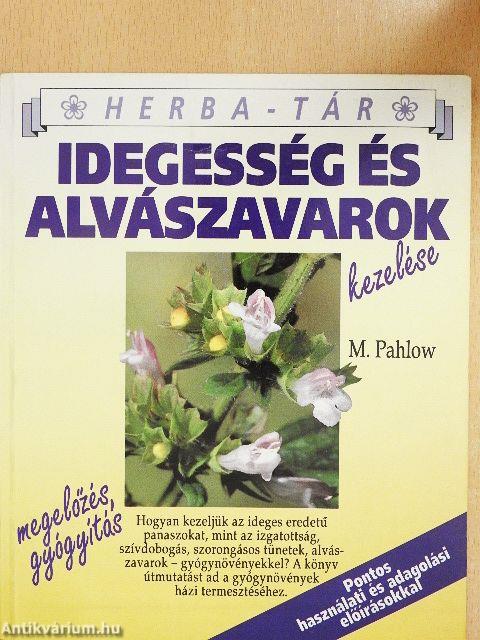 HERBA-TÁR
IDEGESSÉG ÉS
ALVÁSZAVAROK
kezelése
M. Pahlow
megelőzés,
gyógyítás
Hogyan kezeljük az ideges eredetű
panaszokat, mint az izgatottság,
szívdobogás, szorongásos tünetek, alvás-
zavarok – gyógynövényekkel? A könyv
útmutatást ad a gyógynövények
házi termesztéséhez.
Pontos
használati és adagolási
előírásokkal
Antikvárium.hu